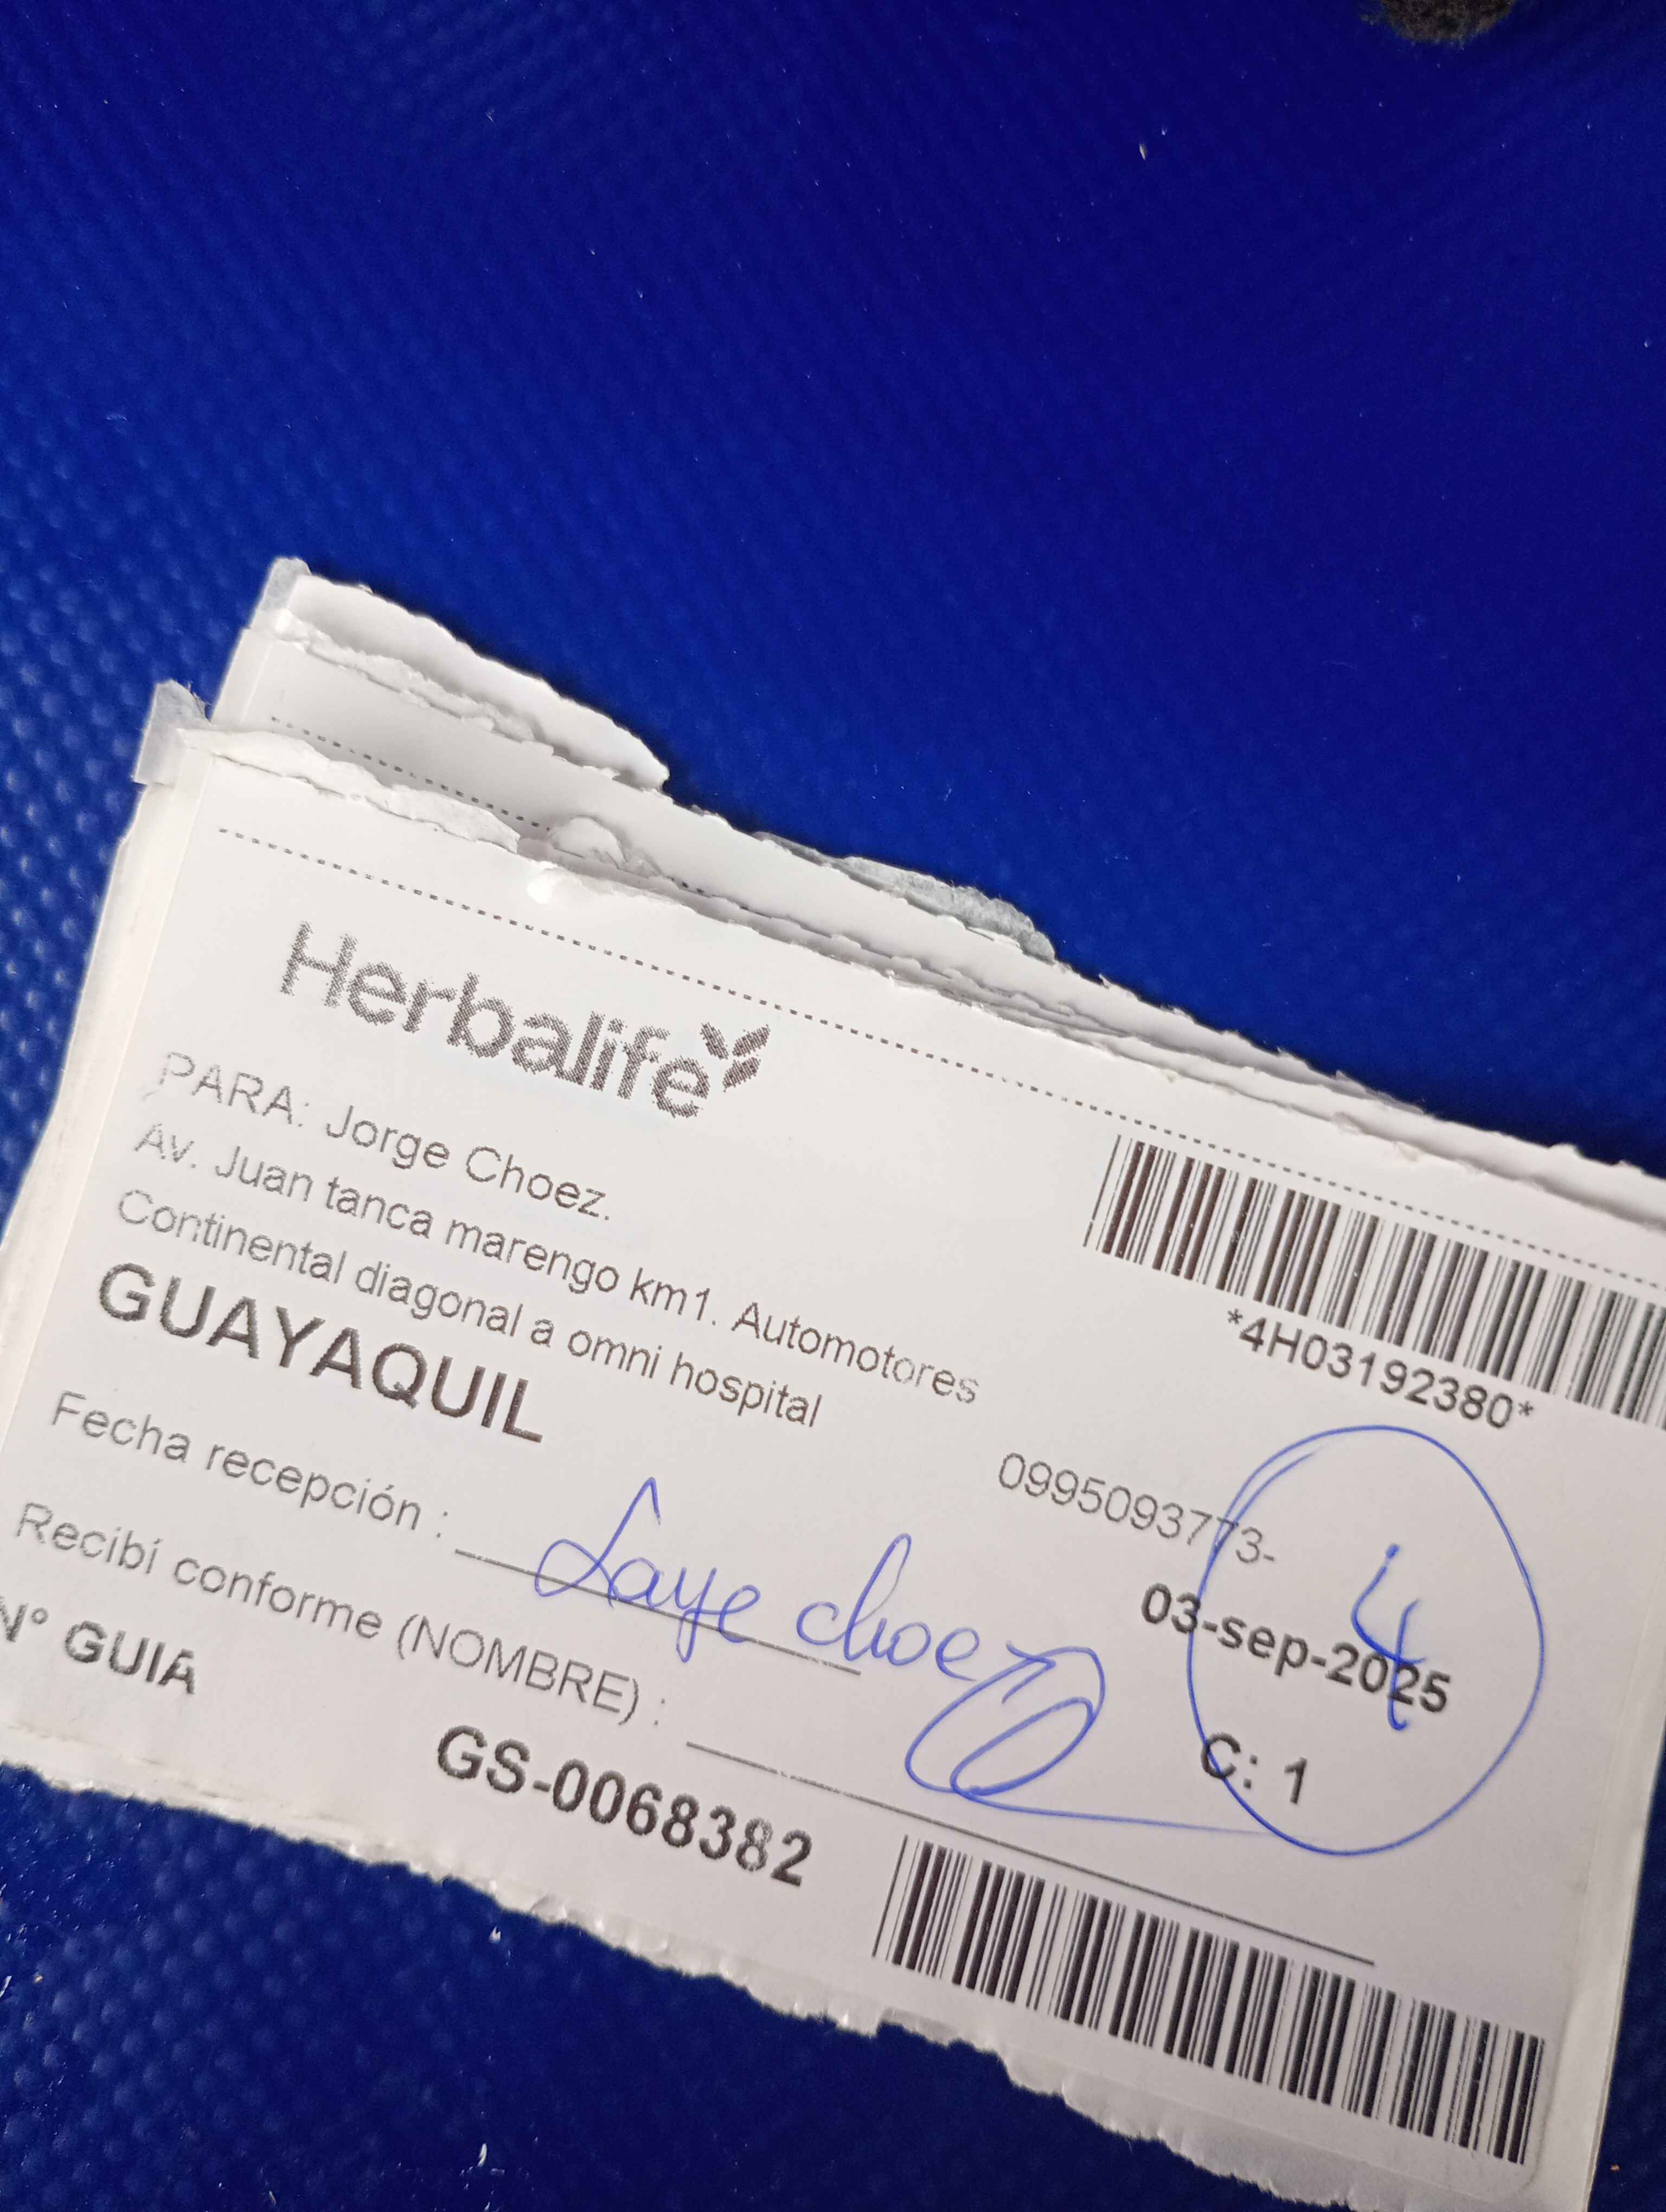 Herbalife
PARA: Jorge Choez.
Av. Juan tanca marengo km1. Automotores
Continental diagonal a omni hospital
GUAYAQUIL
*4H03192380*
0995093773-
Fecha recepción :
choez
03-sep-2025
4
Recibí conforme (NOMBRE) :
C: 1
N° GUIA
GS-0068382